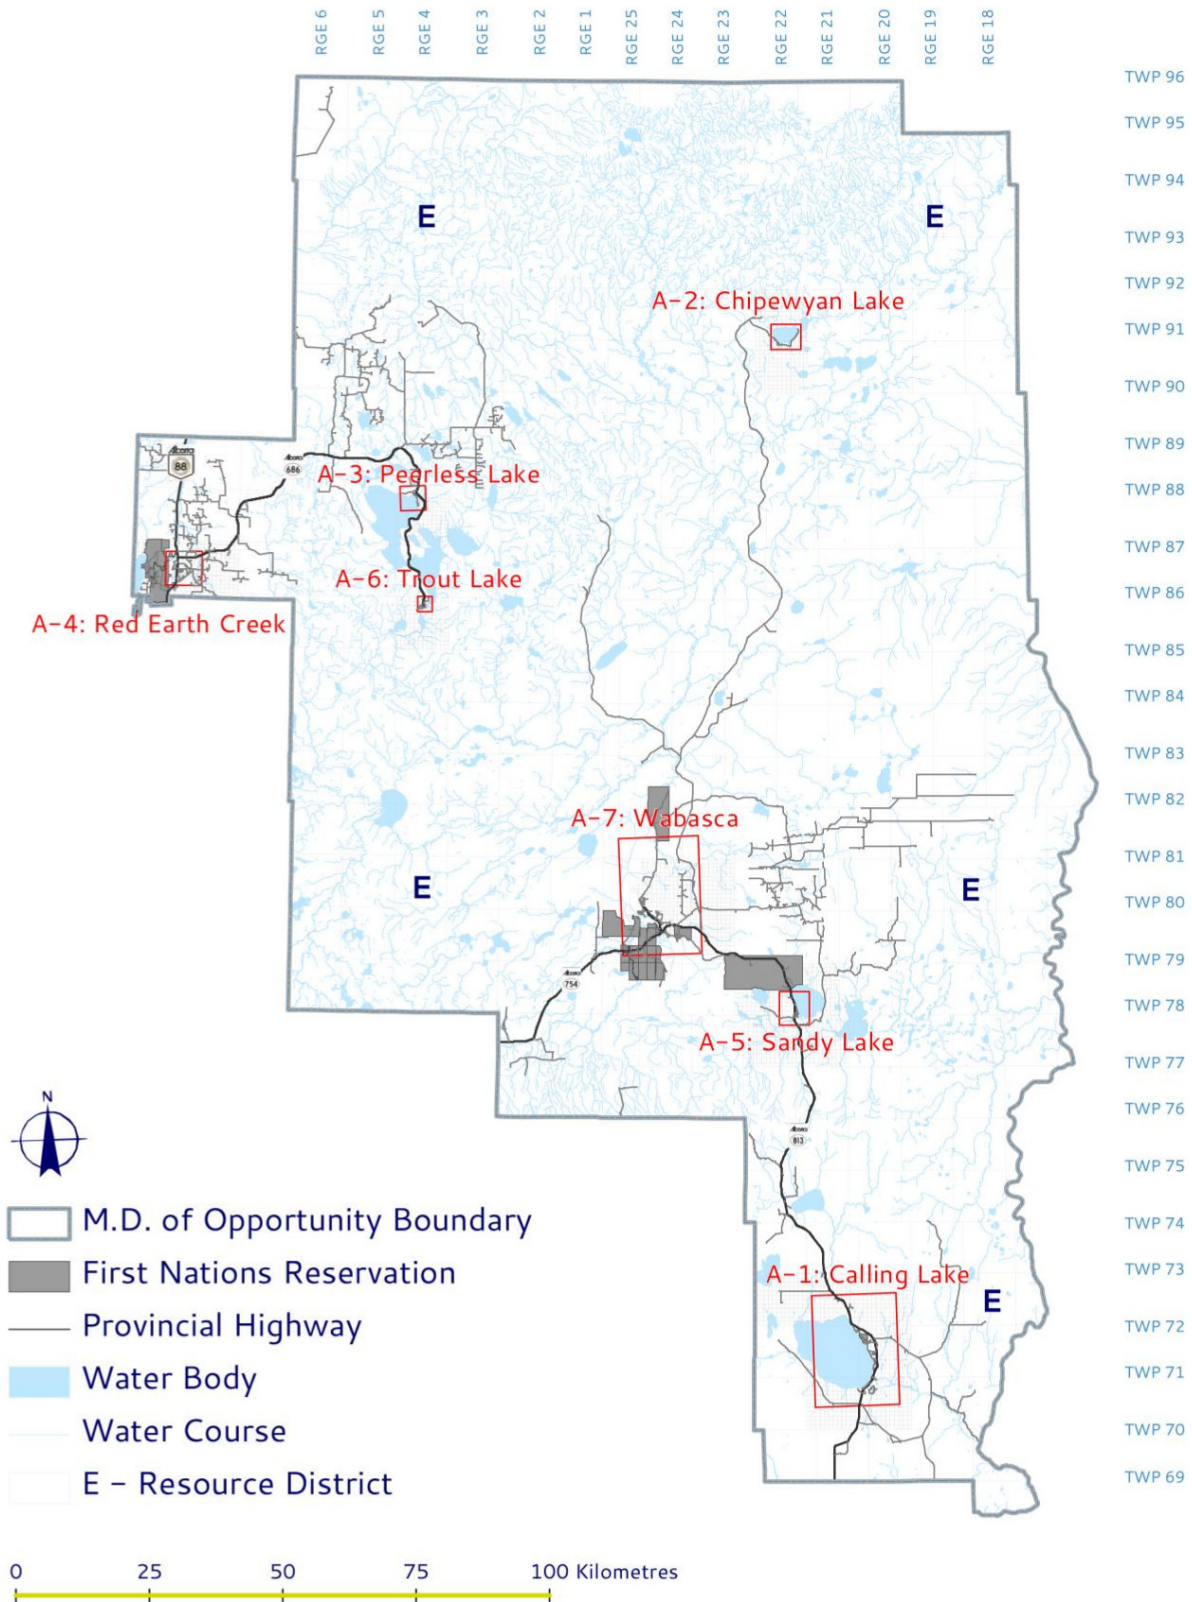 RGE 6 RGE 5 RGE 4 RGE 3 RGE 2 RGE 1 RGE 25 RGE 24 RGE 23 RGE 22 RGE 21 RGE 20 RGE 19 RGE 18
TWP 96
TWP 95
TWP 94
E E
TWP 93
TWP 92
A-2: Chipewyan Lake
TWP 91
TWP 90
TWP 89
Alberta
88
Alberta
686
A-3: Peerless Lake
TWP 88
TWP 87
A-6: Trout Lake
TWP 86
A-4: Red Earth Creek
TWP 85
TWP 84
TWP 83
TWP 82
A-7: Wabasca
TWP 81
E E
TWP 80
TWP 79
Alberta
754
TWP 78
A-5: Sandy Lake
TWP 77
N
TWP 76
Alberta
813
TWP 75
M.D. of Opportunity Boundary
TWP 74
First Nations Reservation
TWP 73
A-1: Calling Lake
E
Provincial Highway
TWP 72
Water Body
TWP 71
Water Course
TWP 70
E - Resource District
TWP 69
0 25 50 75 100 Kilometres